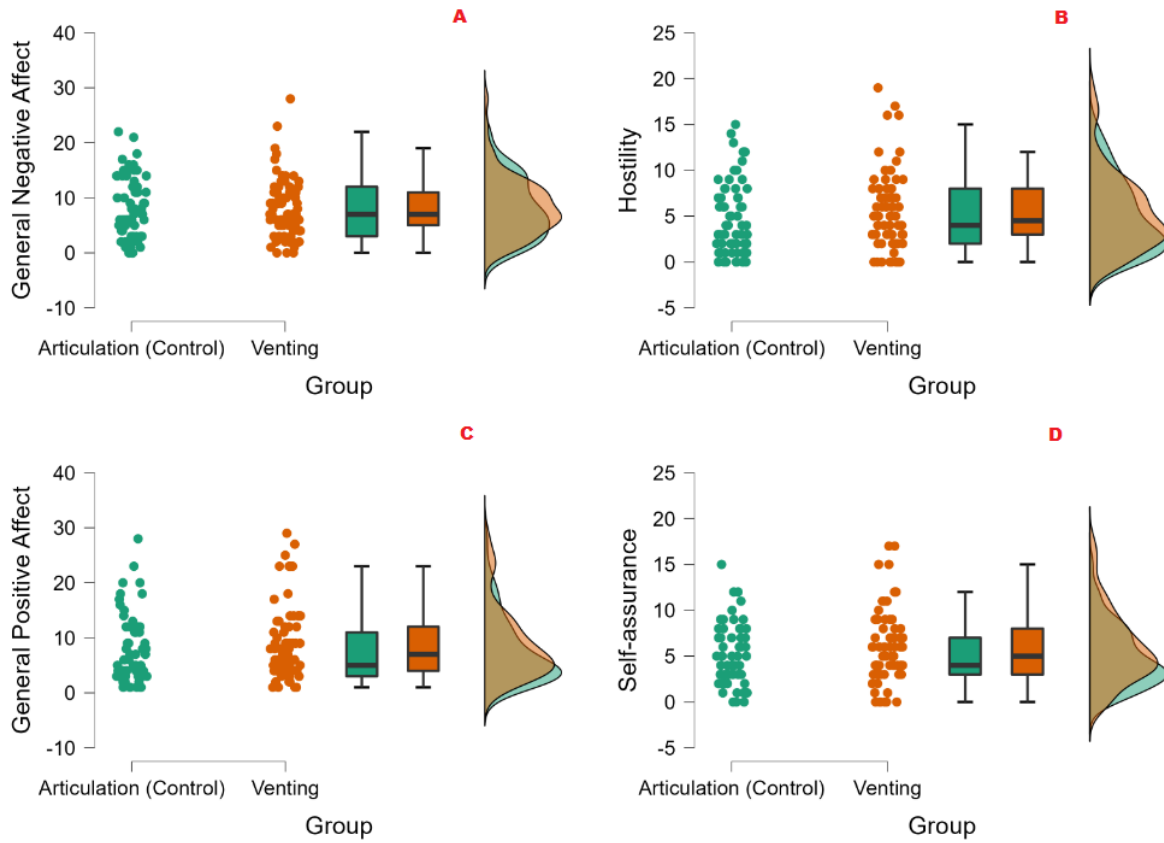 A
General Negative Affect
40
30
20
10
0
-10
Articulation (Control) Venting
Group
B
Hostility
25
20
15
10
5
0
-5
Articulation (Control) Venting
Group
C
General Positive Affect
40
30
20
10
0
-10
Articulation (Control) Venting
Group
D
Self-assurance
25
20
15
10
5
0
-5
Articulation (Control) Venting
Group